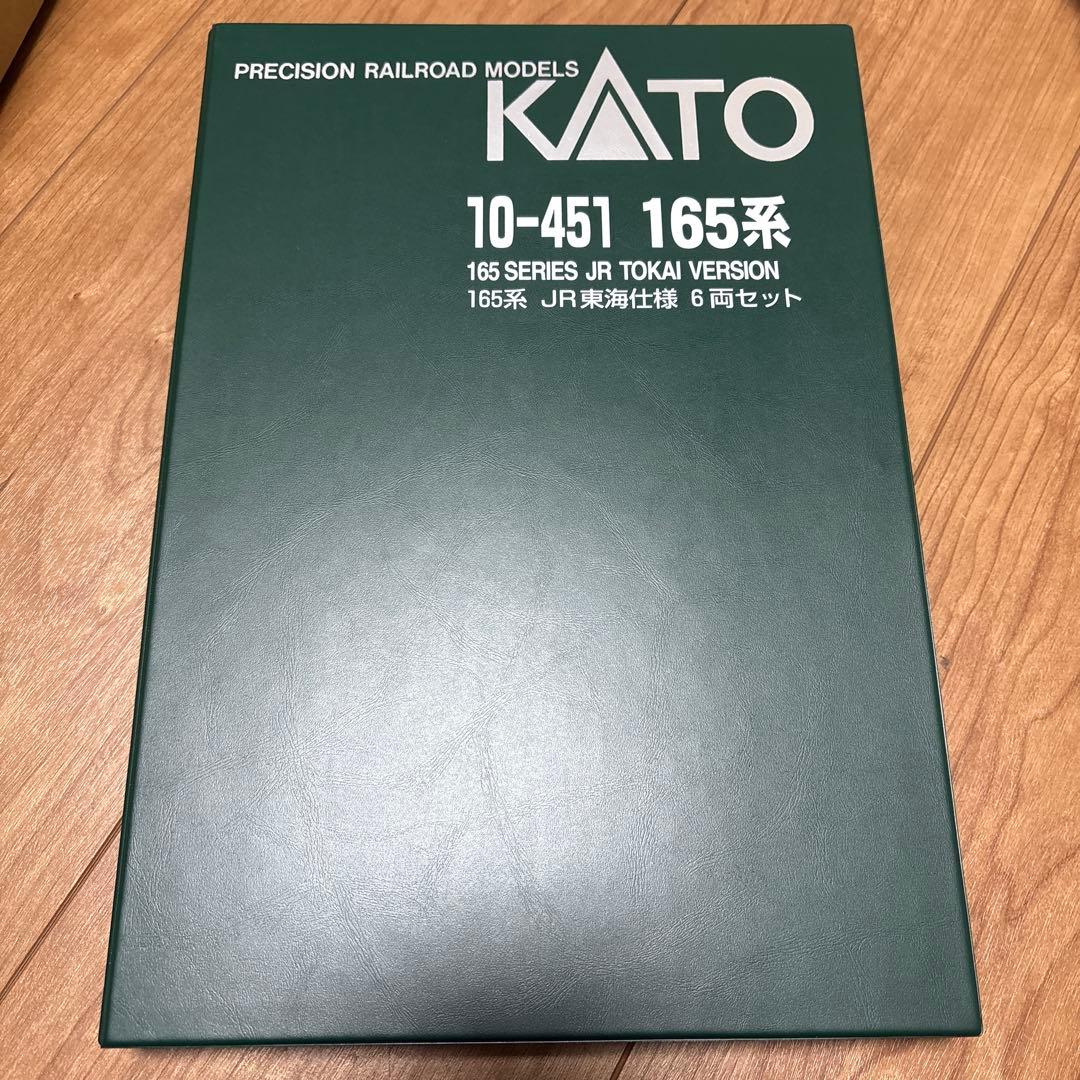 PRECISION RAILROAD MODELS
KATO
10-451 165系
165 SERIES JR TOKAI VERSION
165系 JR東海仕様 6両セット